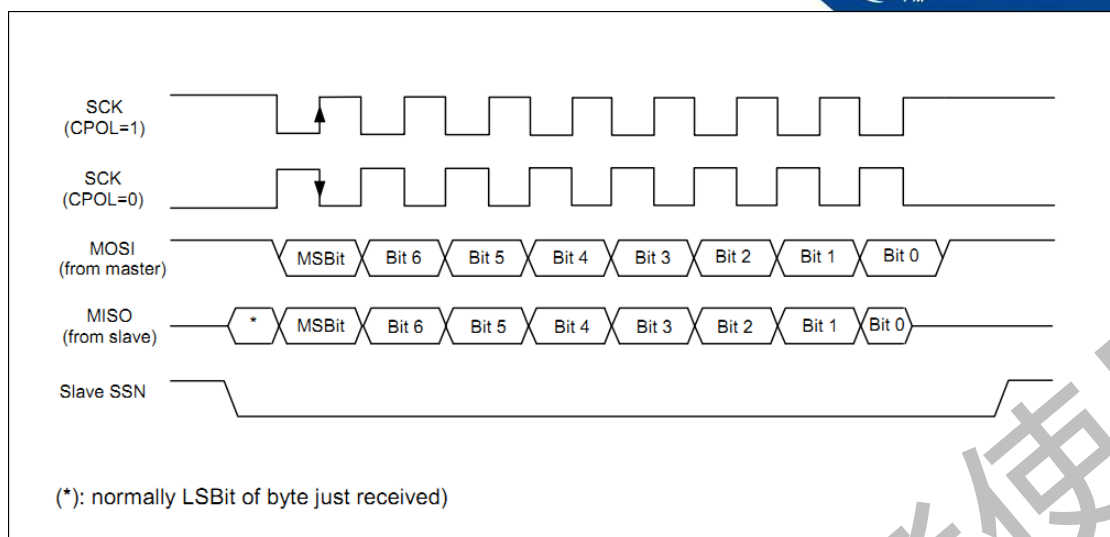 SCK
(CPOL=1)
SCK
(CPOL=0)
MOSI
(from master)
MSBit Bit 6 Bit 5 Bit 4 Bit 3 Bit 2 Bit 1 Bit 0
MISO
(from slave)
* MSBit Bit 6 Bit 5 Bit 4 Bit 3 Bit 2 Bit 1 Bit 0
Slave SSN
(*): normally LSBit of byte just received)
使